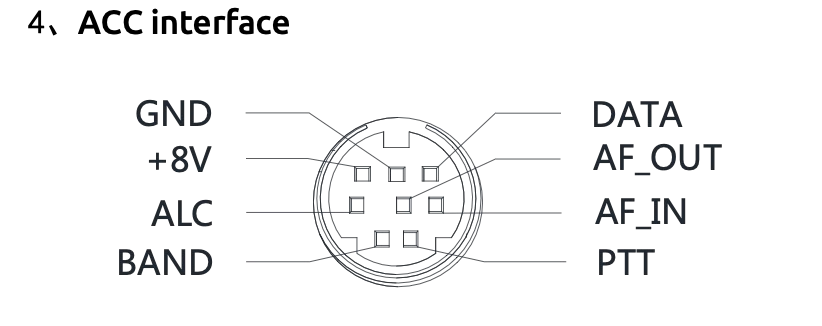 4、ACC interface
GND
DATA
+8V
AF_OUT
ALC
AF_IN
BAND
PTT